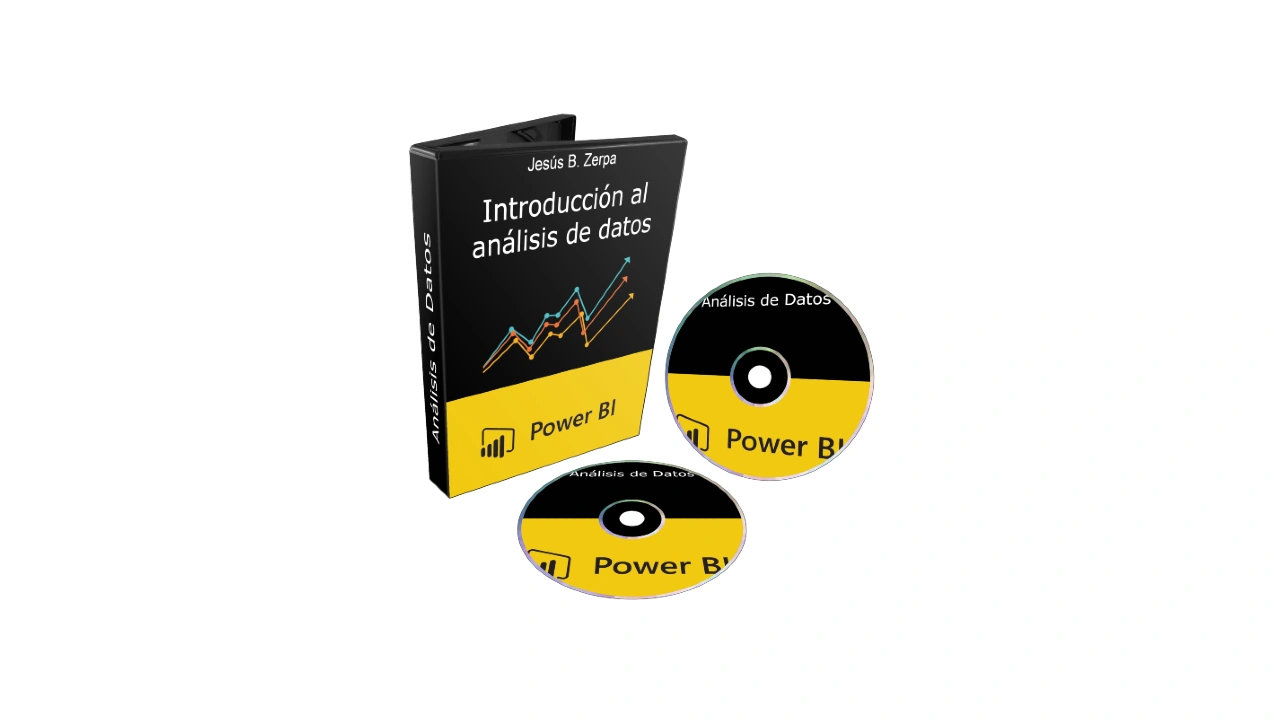 Jesús B. Zerpa
Introducción al
análisis de datos
Power BI
Análisis de Datos
Análisis de Datos
Power BI
Análisis de Datos
Power BI